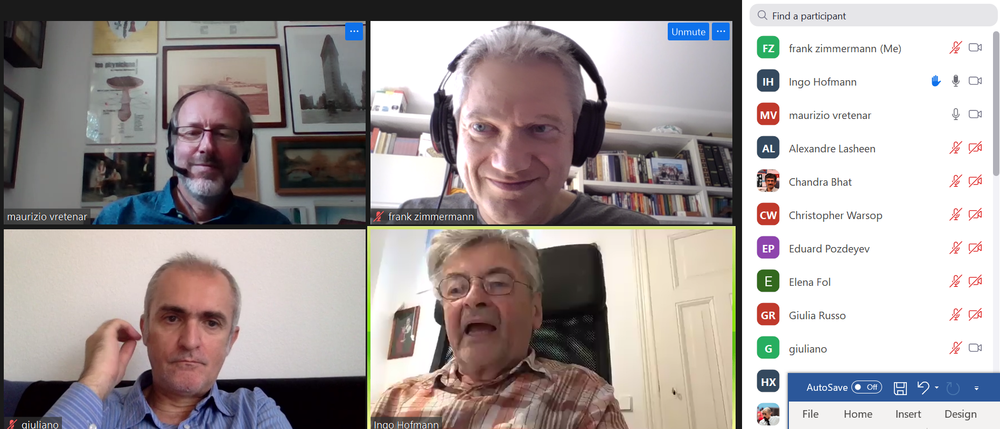 Unmute
maurizio vretenar
frank zimmermann
giuliano
Ingo Hofmann
Find a participant
FZ frank zimmermann (Me)
IH Ingo Hofmann
MV maurizio vretenar
AL Alexandre Lasheen
Chandra Bhat
CW Christopher Warsop
EP Eduard Pozdeyev
E Elena Fol
GR Giulia Russo
G giuliano
HX
AutoSave Off
File Home Insert Design